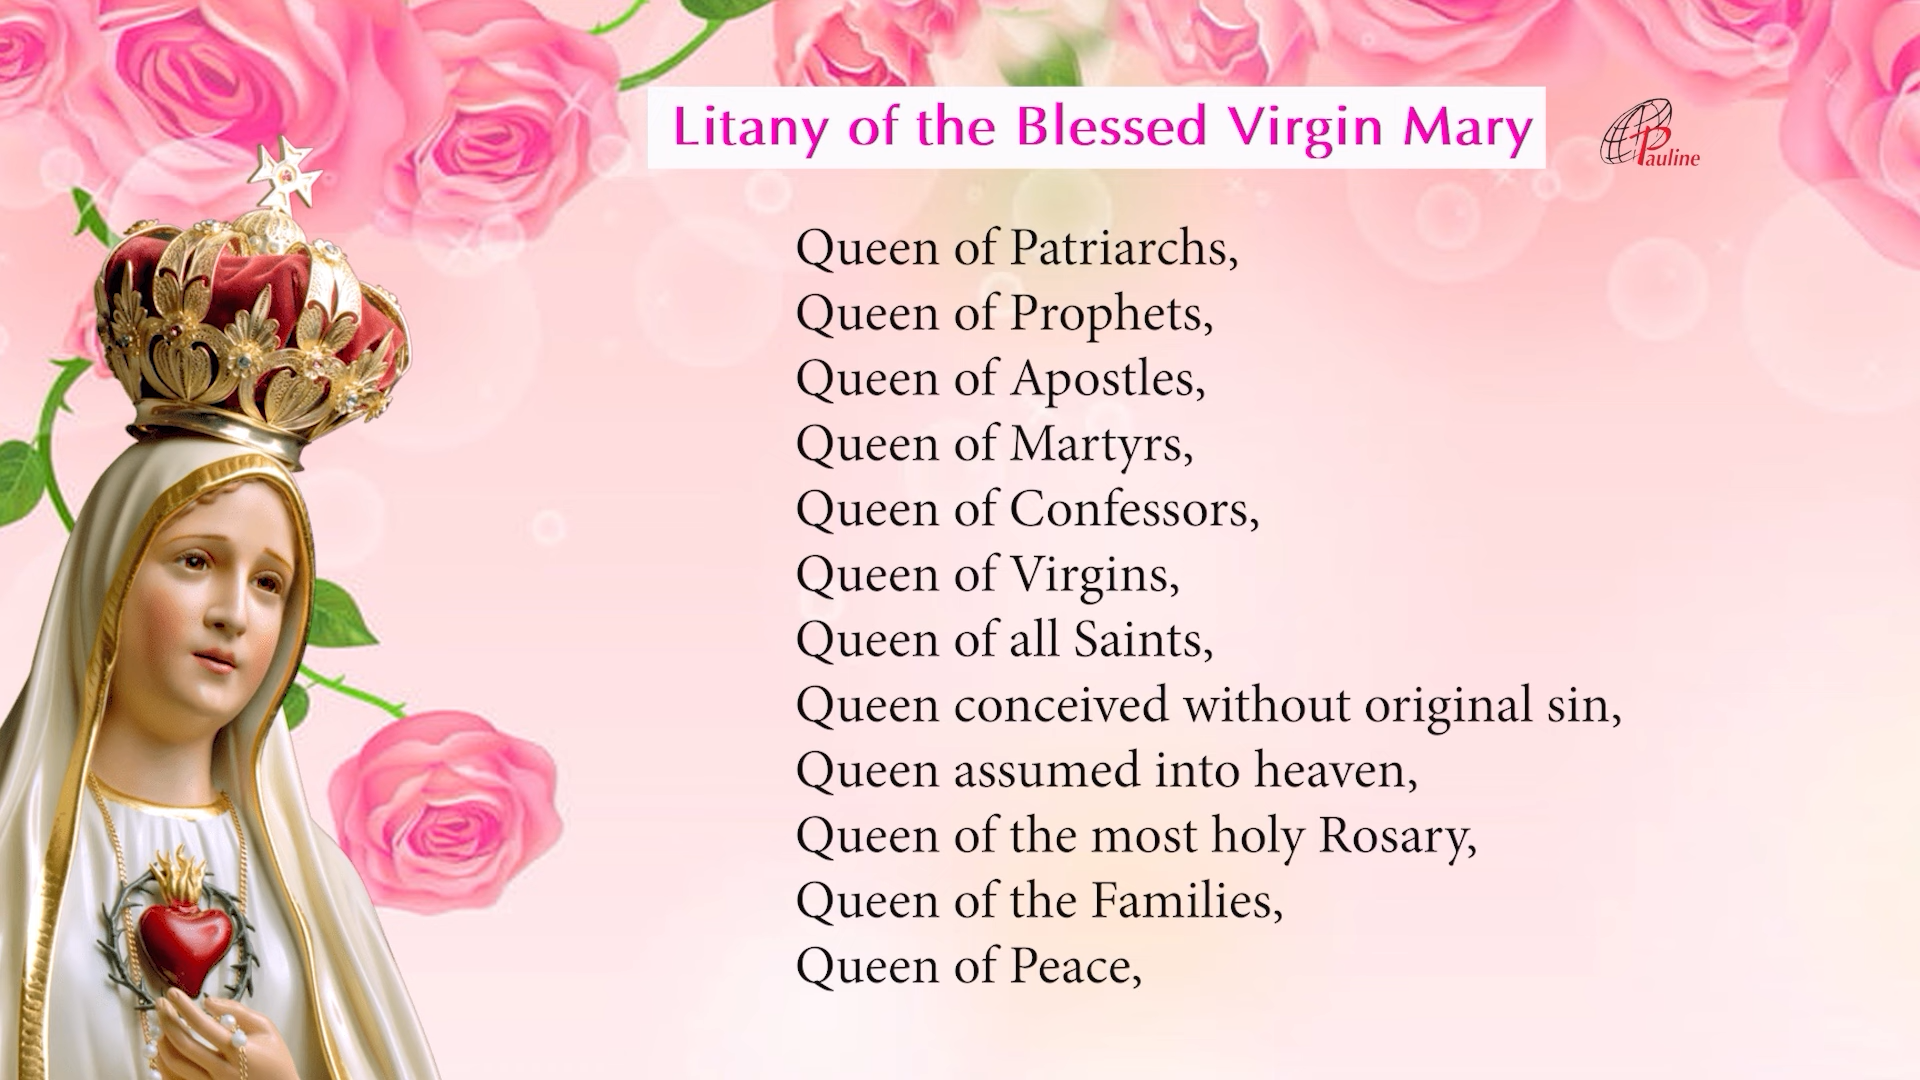 Litany of the Blessed Virgin Mary
Pauline
Queen of Patriarchs,
Queen of Prophets,
Queen of Apostles,
Queen of Martyrs,
Queen of Confessors,
Queen of Virgins,
Queen of all Saints,
Queen conceived without original sin,
Queen assumed into heaven,
Queen of the most holy Rosary,
Queen of the Families,
Queen of Peace,